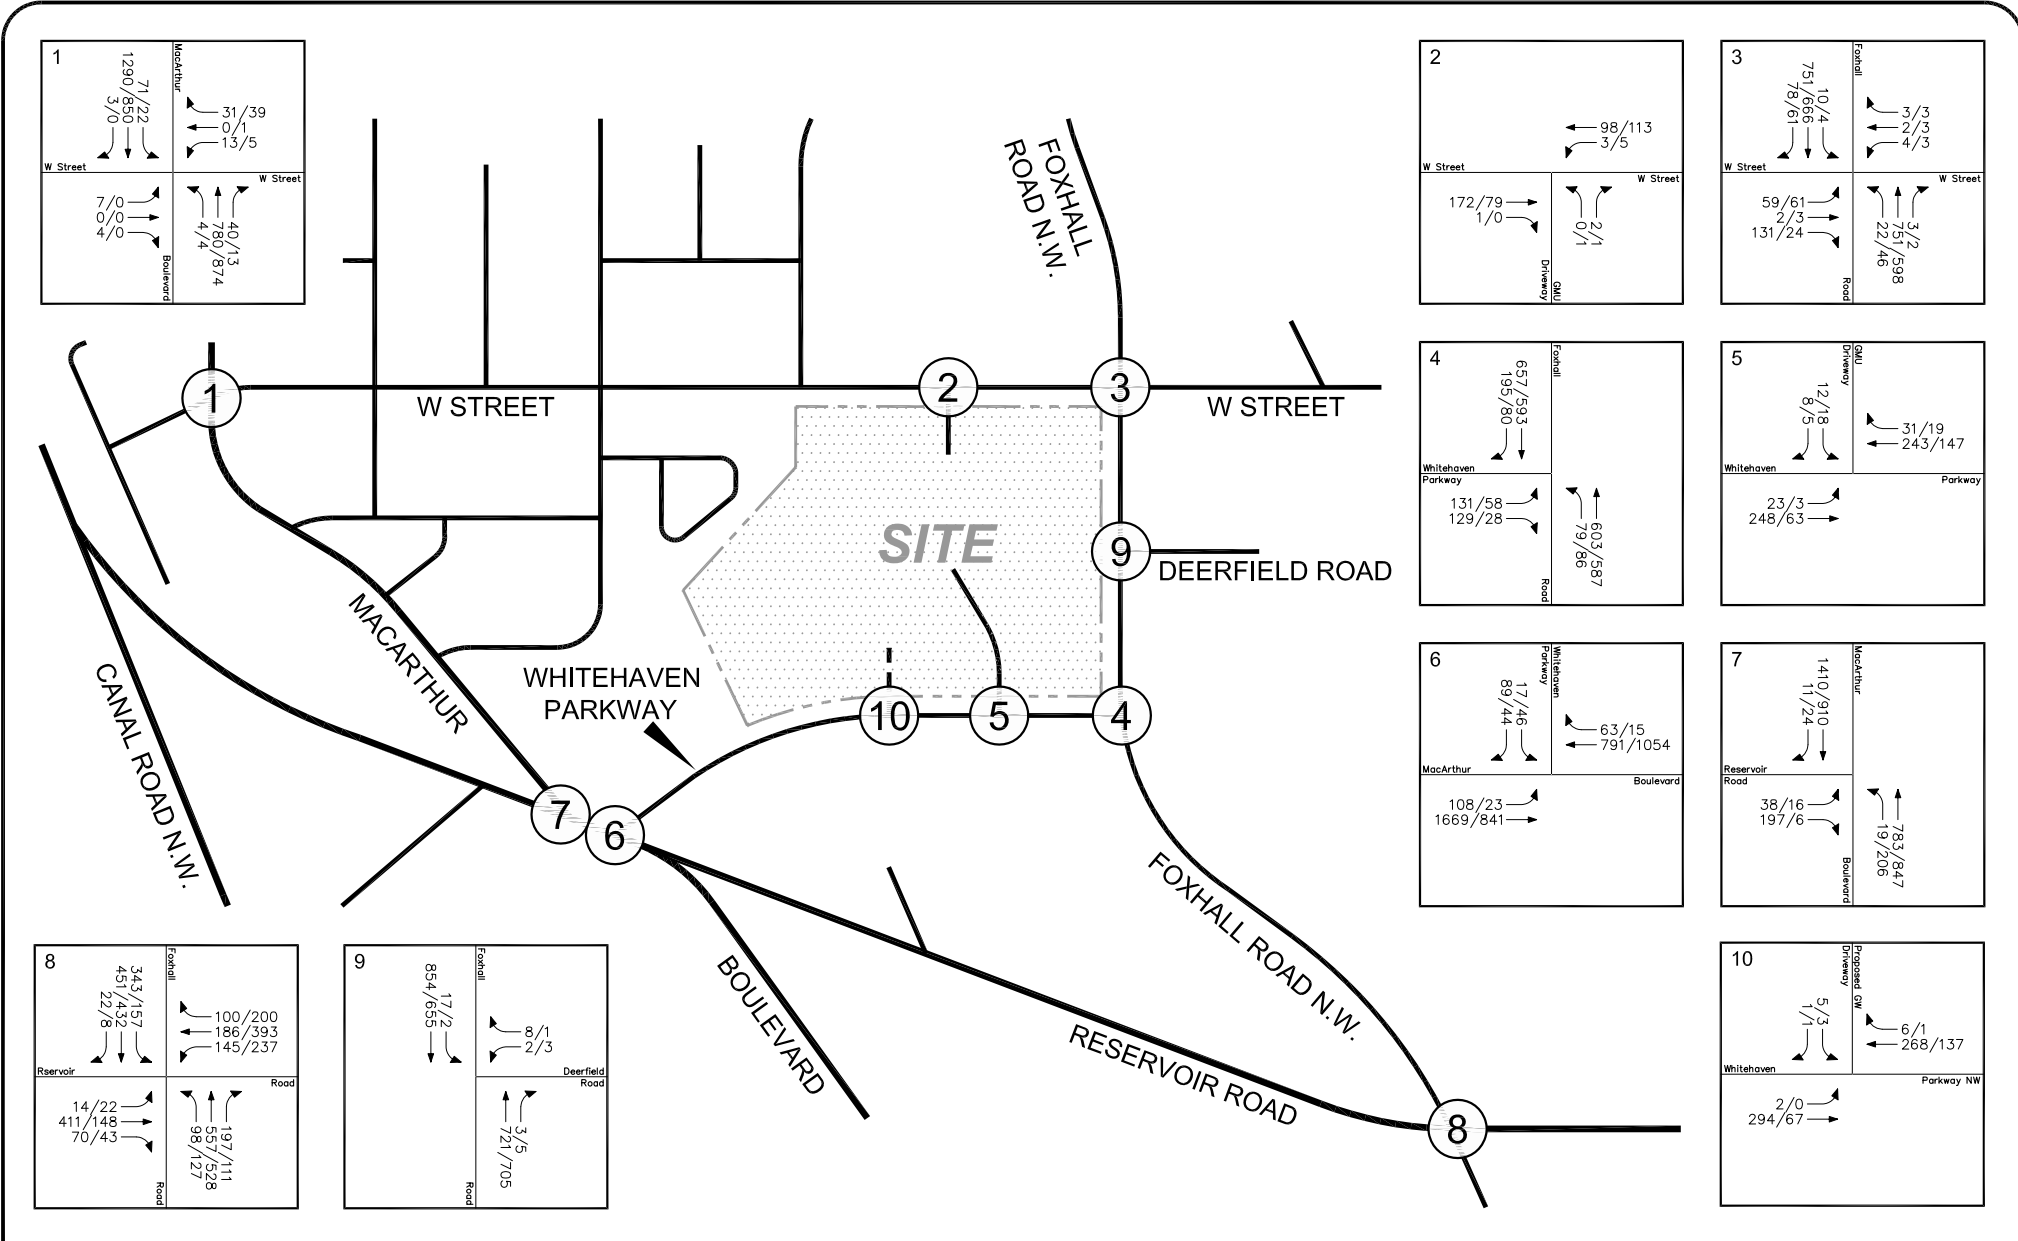 1
MacArthur
71/22
1290/850
3/0
31/39
0/1
13/5
W Street
W Street
7/0
0/0
4/0
40/13
780/874
4/4
Boulevard
2
98/113
3/5
W Street
W Street
172/79
1/0
2/1
0/1
Driveway
GMU
3
Foxhall
10/4
751/666
78/61
3/3
2/3
4/3
W Street
W Street
59/61
2/3
131/24
3/2
751/598
22/46
Road
4
Foxhall
657/593
195/80
Whitehaven
Parkway
131/58
129/28
603/587
79/86
Road
5
GMU
Driveway
12/18
8/5
31/19
243/147
Whitehaven
Parkway
23/3
248/63
6
Whitehaven
Parkway
17/46
89/44
63/15
791/1054
MacArthur
Boulevard
108/23
1669/841
7
MacArthur
1410/910
11/24
Reservoir
Road
38/16
197/6
783/847
19/206
Boulevard
8
Foxhall
343/157
451/432
22/8
100/200
186/393
145/237
Rservoir
Road
14/22
411/148
70/43
197/111
557/528
98/127
Road
9
Foxhall
17/2
854/655
8/1
2/3
Deerfield
Road
3/5
721/705
Road
10
Proposed GW
Driveway
5/3
1/1
6/1
268/137
Whitehaven
Parkway NW
2/0
294/67
FOXHALL
ROAD N.W.
1
2
3
W STREET
W STREET
SITE
9
DEERFIELD ROAD
MACARTHUR
WHITEHAVEN
PARKWAY
CANAL ROAD N.W.
10
5
4
7
6
FOXHALL ROAD N.W.
BOULEVARD
RESERVOIR ROAD
8